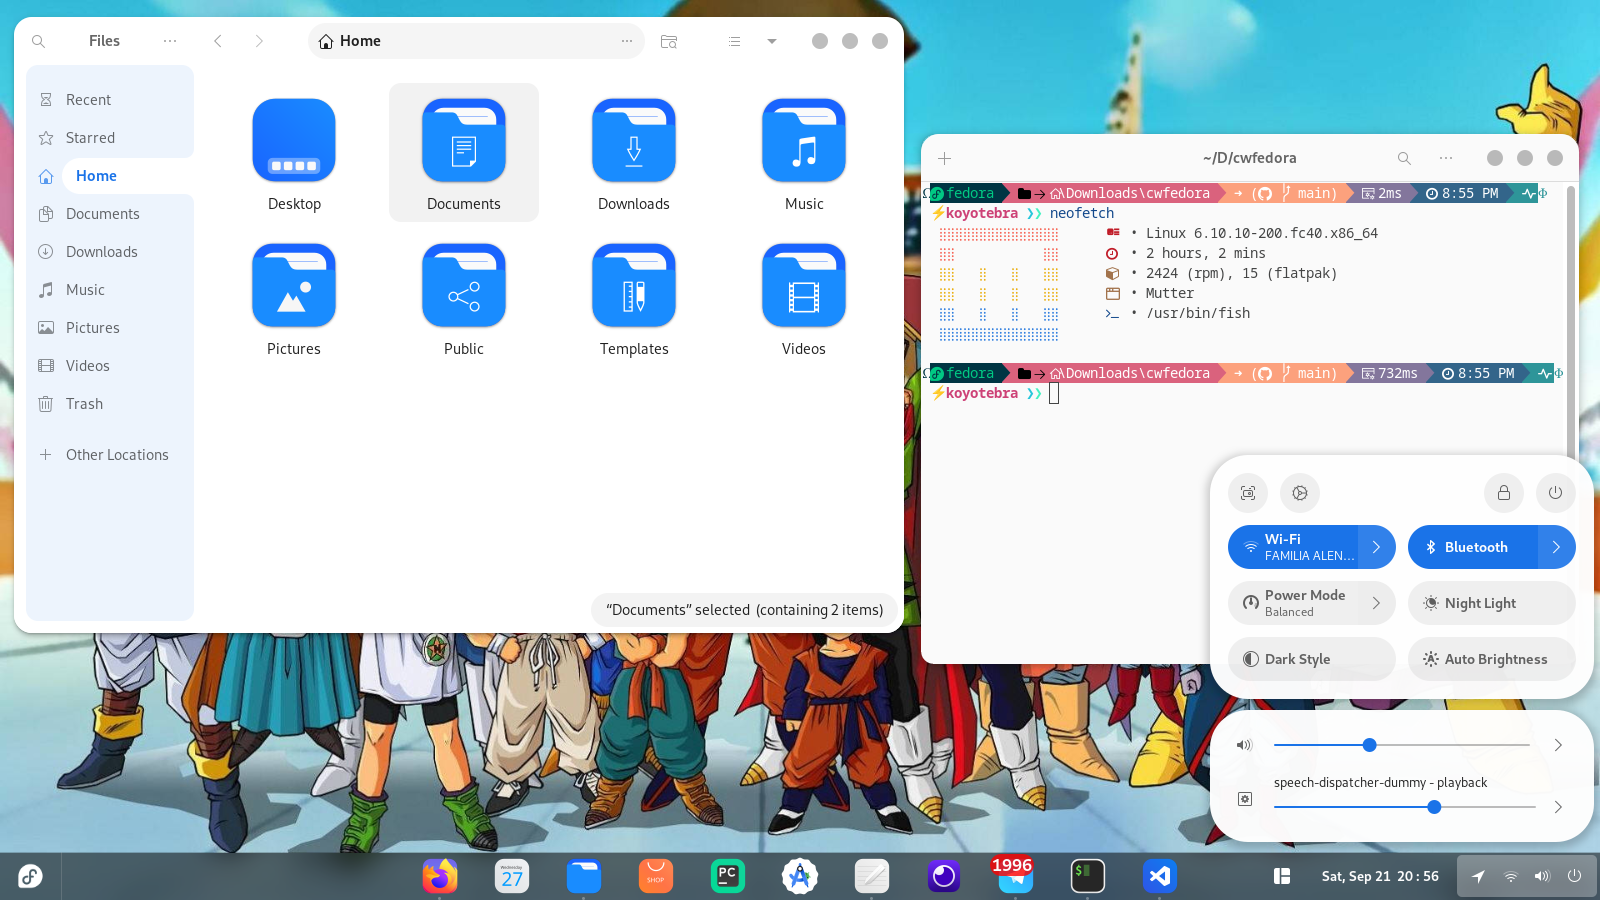 Files
Home
Recent
Starred
Home
Documents
Downloads
Music
Pictures
Videos
Trash
Other Locations
Desktop
Documents
Downloads
Music
Pictures
Public
Templates
Videos
“Documents” selected (containing 2 items)
~/D/cwfedora
fedora → \Downloads\cwfedora → ( main) 2ms 8:55 PM
⚡koyotebra ❯❯ neofetch
• Linux 6.10.10-200.fc40.x86_64
• 2 hours, 2 mins
• 2424 (rpm), 15 (flatpak)
• Mutter
• /usr/bin/fish
fedora → \Downloads\cwfedora → ( main) 732ms 8:55 PM
⚡koyotebra ❯❯
Wi-Fi
FAMILIA ALEN...
Bluetooth
Power Mode
Balanced
Night Light
Dark Style
Auto Brightness
speech-dispatcher-dummy - playback
Wednesday
27
SHOP
PC
1996
$
Sat, Sep 21 20 : 56